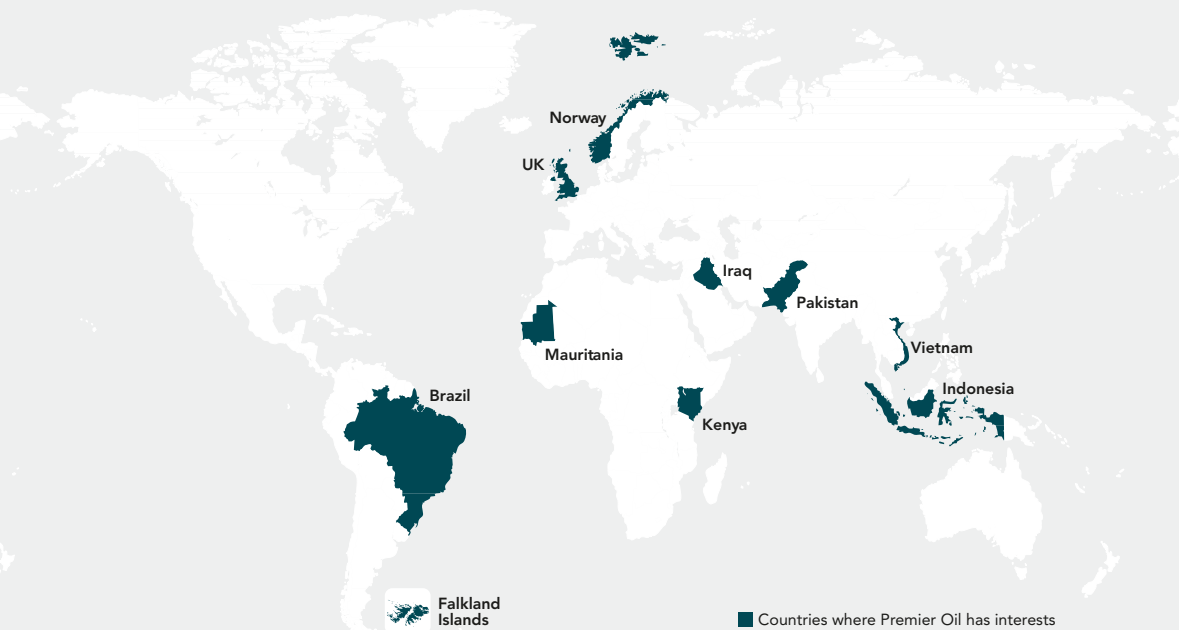 Norway
UK
Iraq
Pakistan
Mauritania
Vietnam
Indonesia
Brazil
Kenya
Falkland
Islands
Countries where Premier Oil has interests